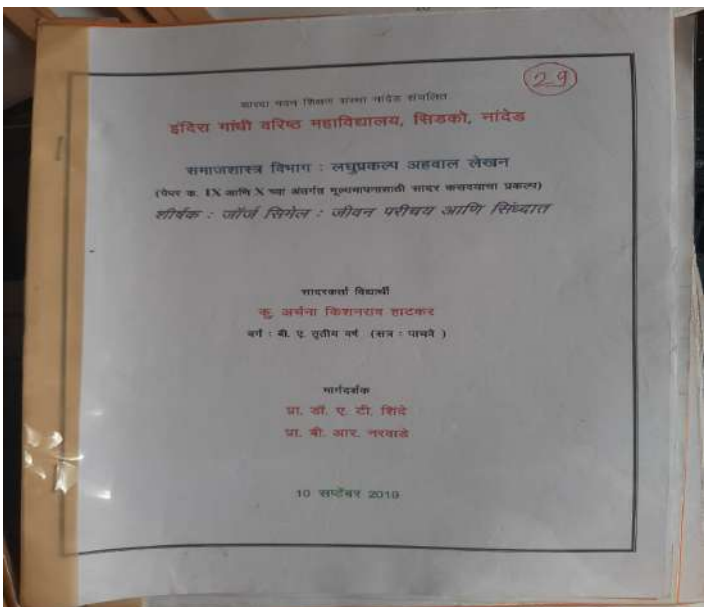 29
शारदा भवन शिक्षण संस्था नांदेड संचलित
इंदिरा गांधी वरिष्ठ महाविद्यालय, सिडको, नांदेड
समाजशास्त्र विभाग : लघुप्रकल्प अहवाल लेखन
(पेपर क. IX आणि X च्या अंतर्गत मूल्यमापनासाठी सादर करावयाचा प्रकल्प)
शीर्षक : जॉर्ज सिमेल : जीवन परीचय आणि सिध्दात
सादरकर्ता विद्यार्थी
कु. अर्चना किशनराव हाटकर
वर्ग : बी. ए. तृतीय वर्ष (सत्र : पाचवे )
मार्गदर्शक
प्रा. डॉ. ए. टी. शिंदे
प्रा. बी. आर. नरवाडे
10 सप्टेंबर 2019